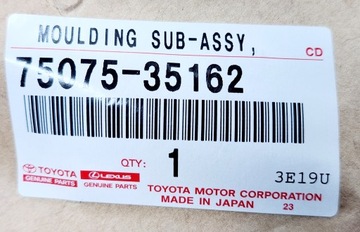 MOULDING SUB-ASSY, CD
75075-35162
QTY: 1 3E19U
TOYOTA LEXUS
GENUINE PARTS GENUINE PARTS
TOYOTA MOTOR CORPORATION
MADE IN JAPAN 23